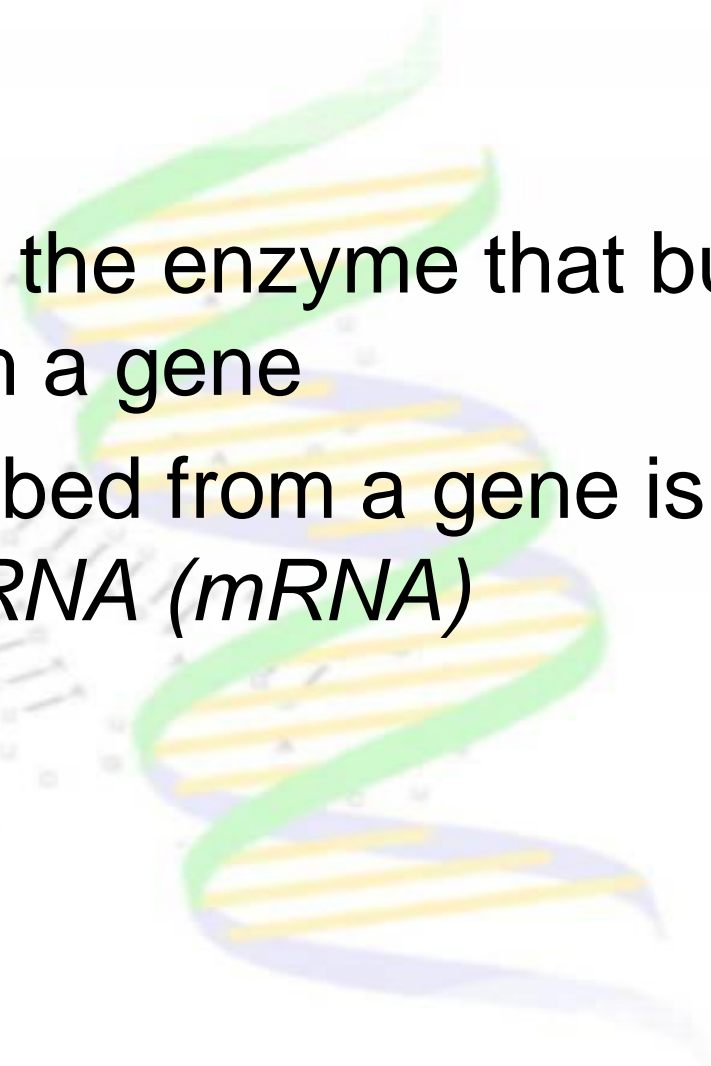 the enzyme that bu
n a gene
bed from a gene is
RNA (mRNA)